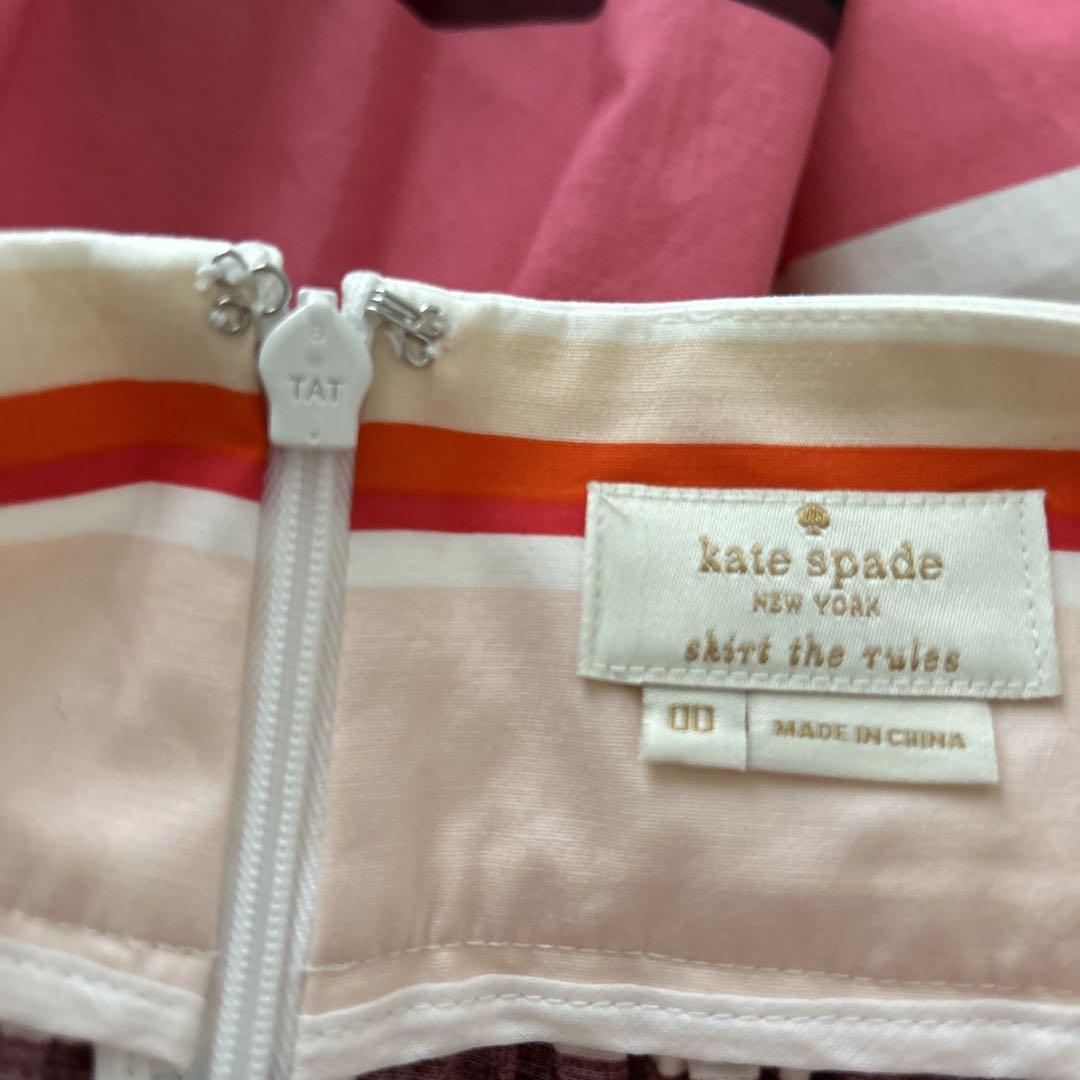 TAT
kate spade
NEW YORK
skirt the rules
00
MADE IN CHINA